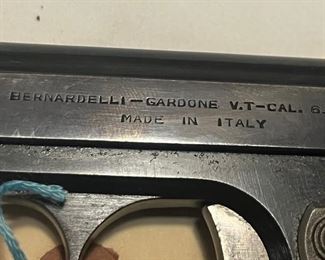 BERNARDELLI-GARDONE V.T-CAL. 6.
MADE IN ITALY